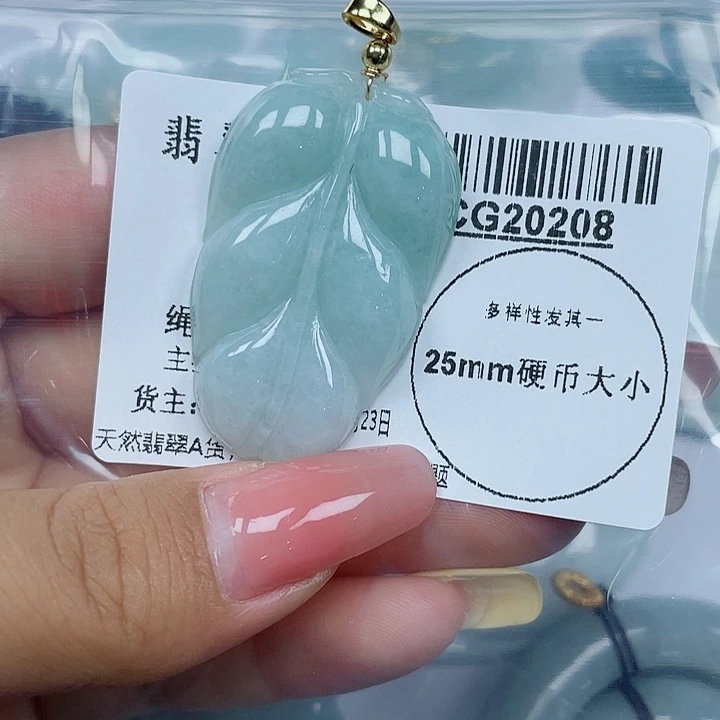 翡
CG20208
多样性发其一
25mm硬币大小
绳
主
货主:
23日
天然翡翠A货
题